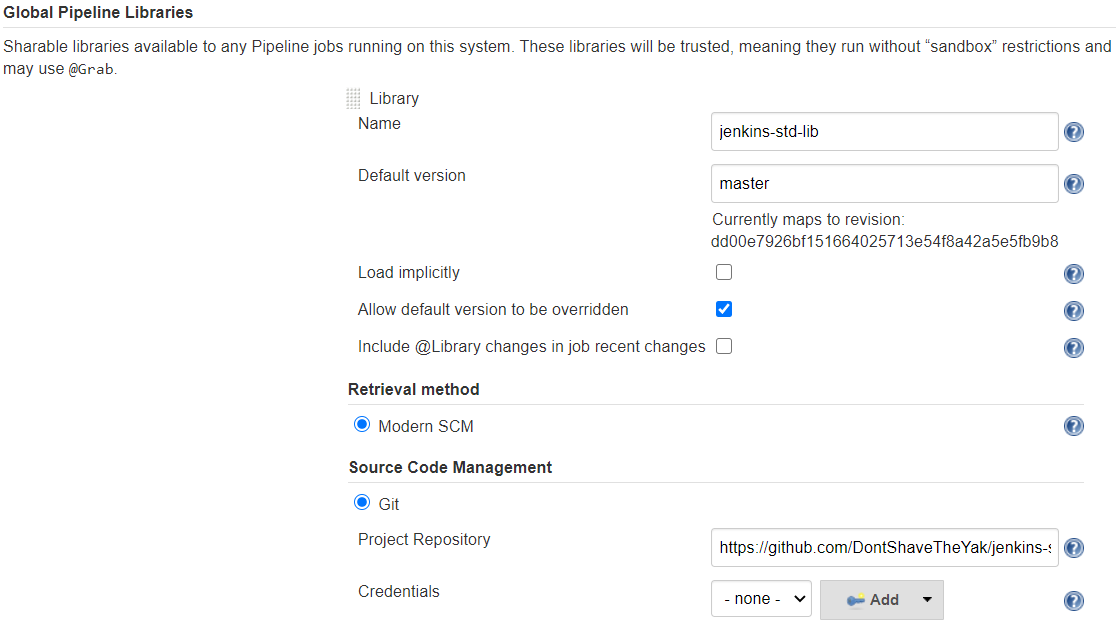 Global Pipeline Libraries
Sharable libraries available to any Pipeline jobs running on this system. These libraries will be trusted, meaning they run without “sandbox” restrictions and
may use @Grab.
Library
Name
jenkins-std-lib
Default version
master
Currently maps to revision:
dd00e7926bf151664025713e54f8a42a5e5fb9b8
Load implicitly
Allow default version to be overridden
Include @Library changes in job recent changes
Retrieval method
Modern SCM
Source Code Management
Git
Project Repository
https://github.com/DontShaveTheYak/jenkins-s
Credentials
- none -
Add